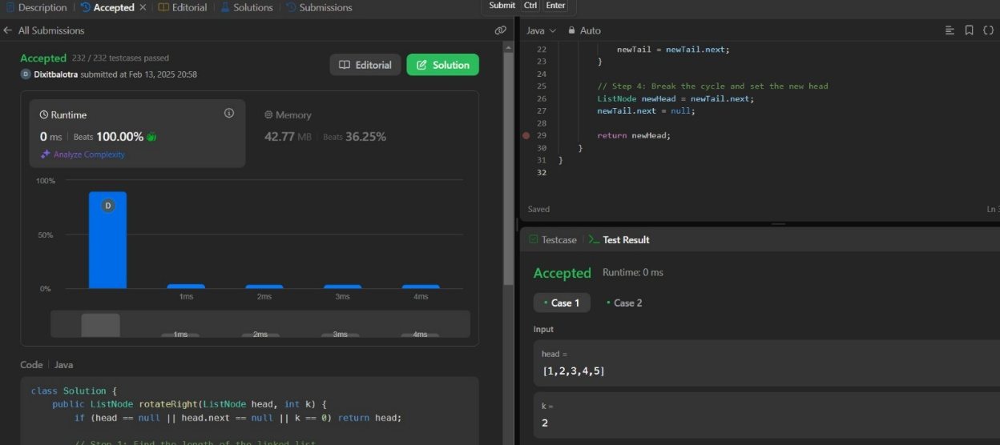 Description Accepted Editorial Solutions Submissions
Submit Ctrl Enter
All Submissions
Accepted 232 / 232 testcases passed
D Dixitbalotra submitted at Feb 13, 2025 20:58
Editorial Solution
Runtime
0 ms Beats 100.00%
Analyze Complexity
Memory
42.77 MB Beats 36.25%
100%
50%
0%
D
1ms 2ms 3ms 4ms
1ms 2ms 3ms 4ms
Code Java
class Solution {
public ListNode rotateRight(ListNode head, int k) {
if (head == null || head.next == null || k == 0) return head;
// Step 1: Find the length of the linked list
Java Auto
22 newTail = newTail.next;
23 }
24
25 // Step 4: Break the cycle and set the new head
26 ListNode newHead = newTail.next;
27 newTail.next = null;
28
29 return newHead;
30 }
31 }
32
Saved
Ln
Testcase Test Result
Accepted Runtime: 0 ms
Case 1 Case 2
Input
head =
[1,2,3,4,5]
k =
2